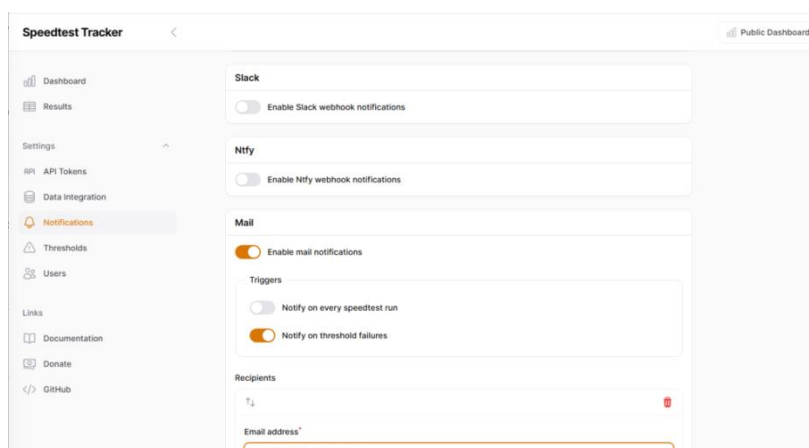 Speedtest Tracker
Public Dashboard
Dashboard
Results
Settings
API API Tokens
Data Integration
Notifications
Thresholds
Users
Links
Documentation
Donate
GitHub
Slack
Enable Slack webhook notifications
Ntfy
Enable Ntfy webhook notifications
Mail
Enable mail notifications
Triggers
Notify on every speedtest run
Notify on threshold failures
Recipients
Email address*